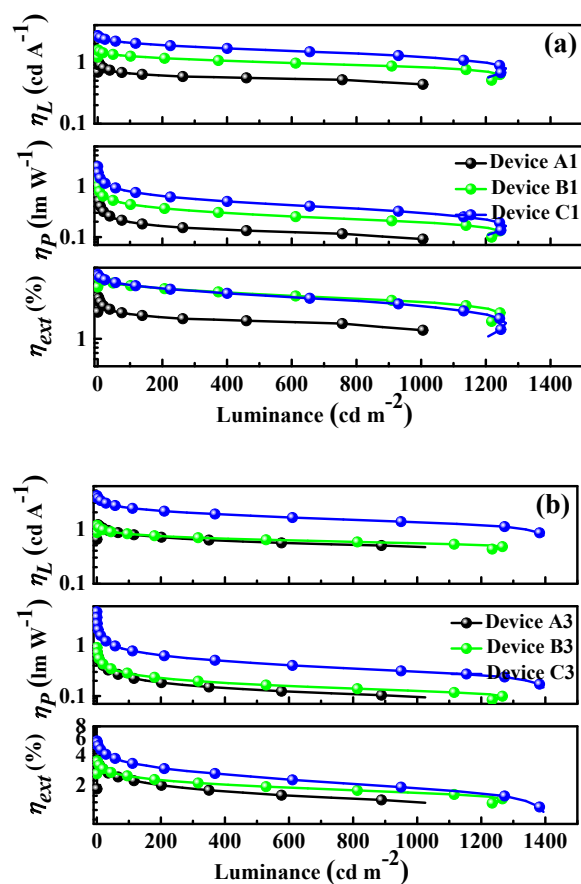 (a)
η_L (cd A⁻¹)
1
0.1
η_P (lm W⁻¹)
1
0.1
Device A1
Device B1
Device C1
η_ext (%)
1
0 200 400 600 800 1000 1200 1400
Luminance (cd m⁻²)
(b)
η_L (cd A⁻¹)
1
0.1
η_P (lm W⁻¹)
1
0.1
Device A3
Device B3
Device C3
η_ext (%)
8
6
4
2
0 200 400 600 800 1000 1200 1400
Luminance (cd m⁻²)